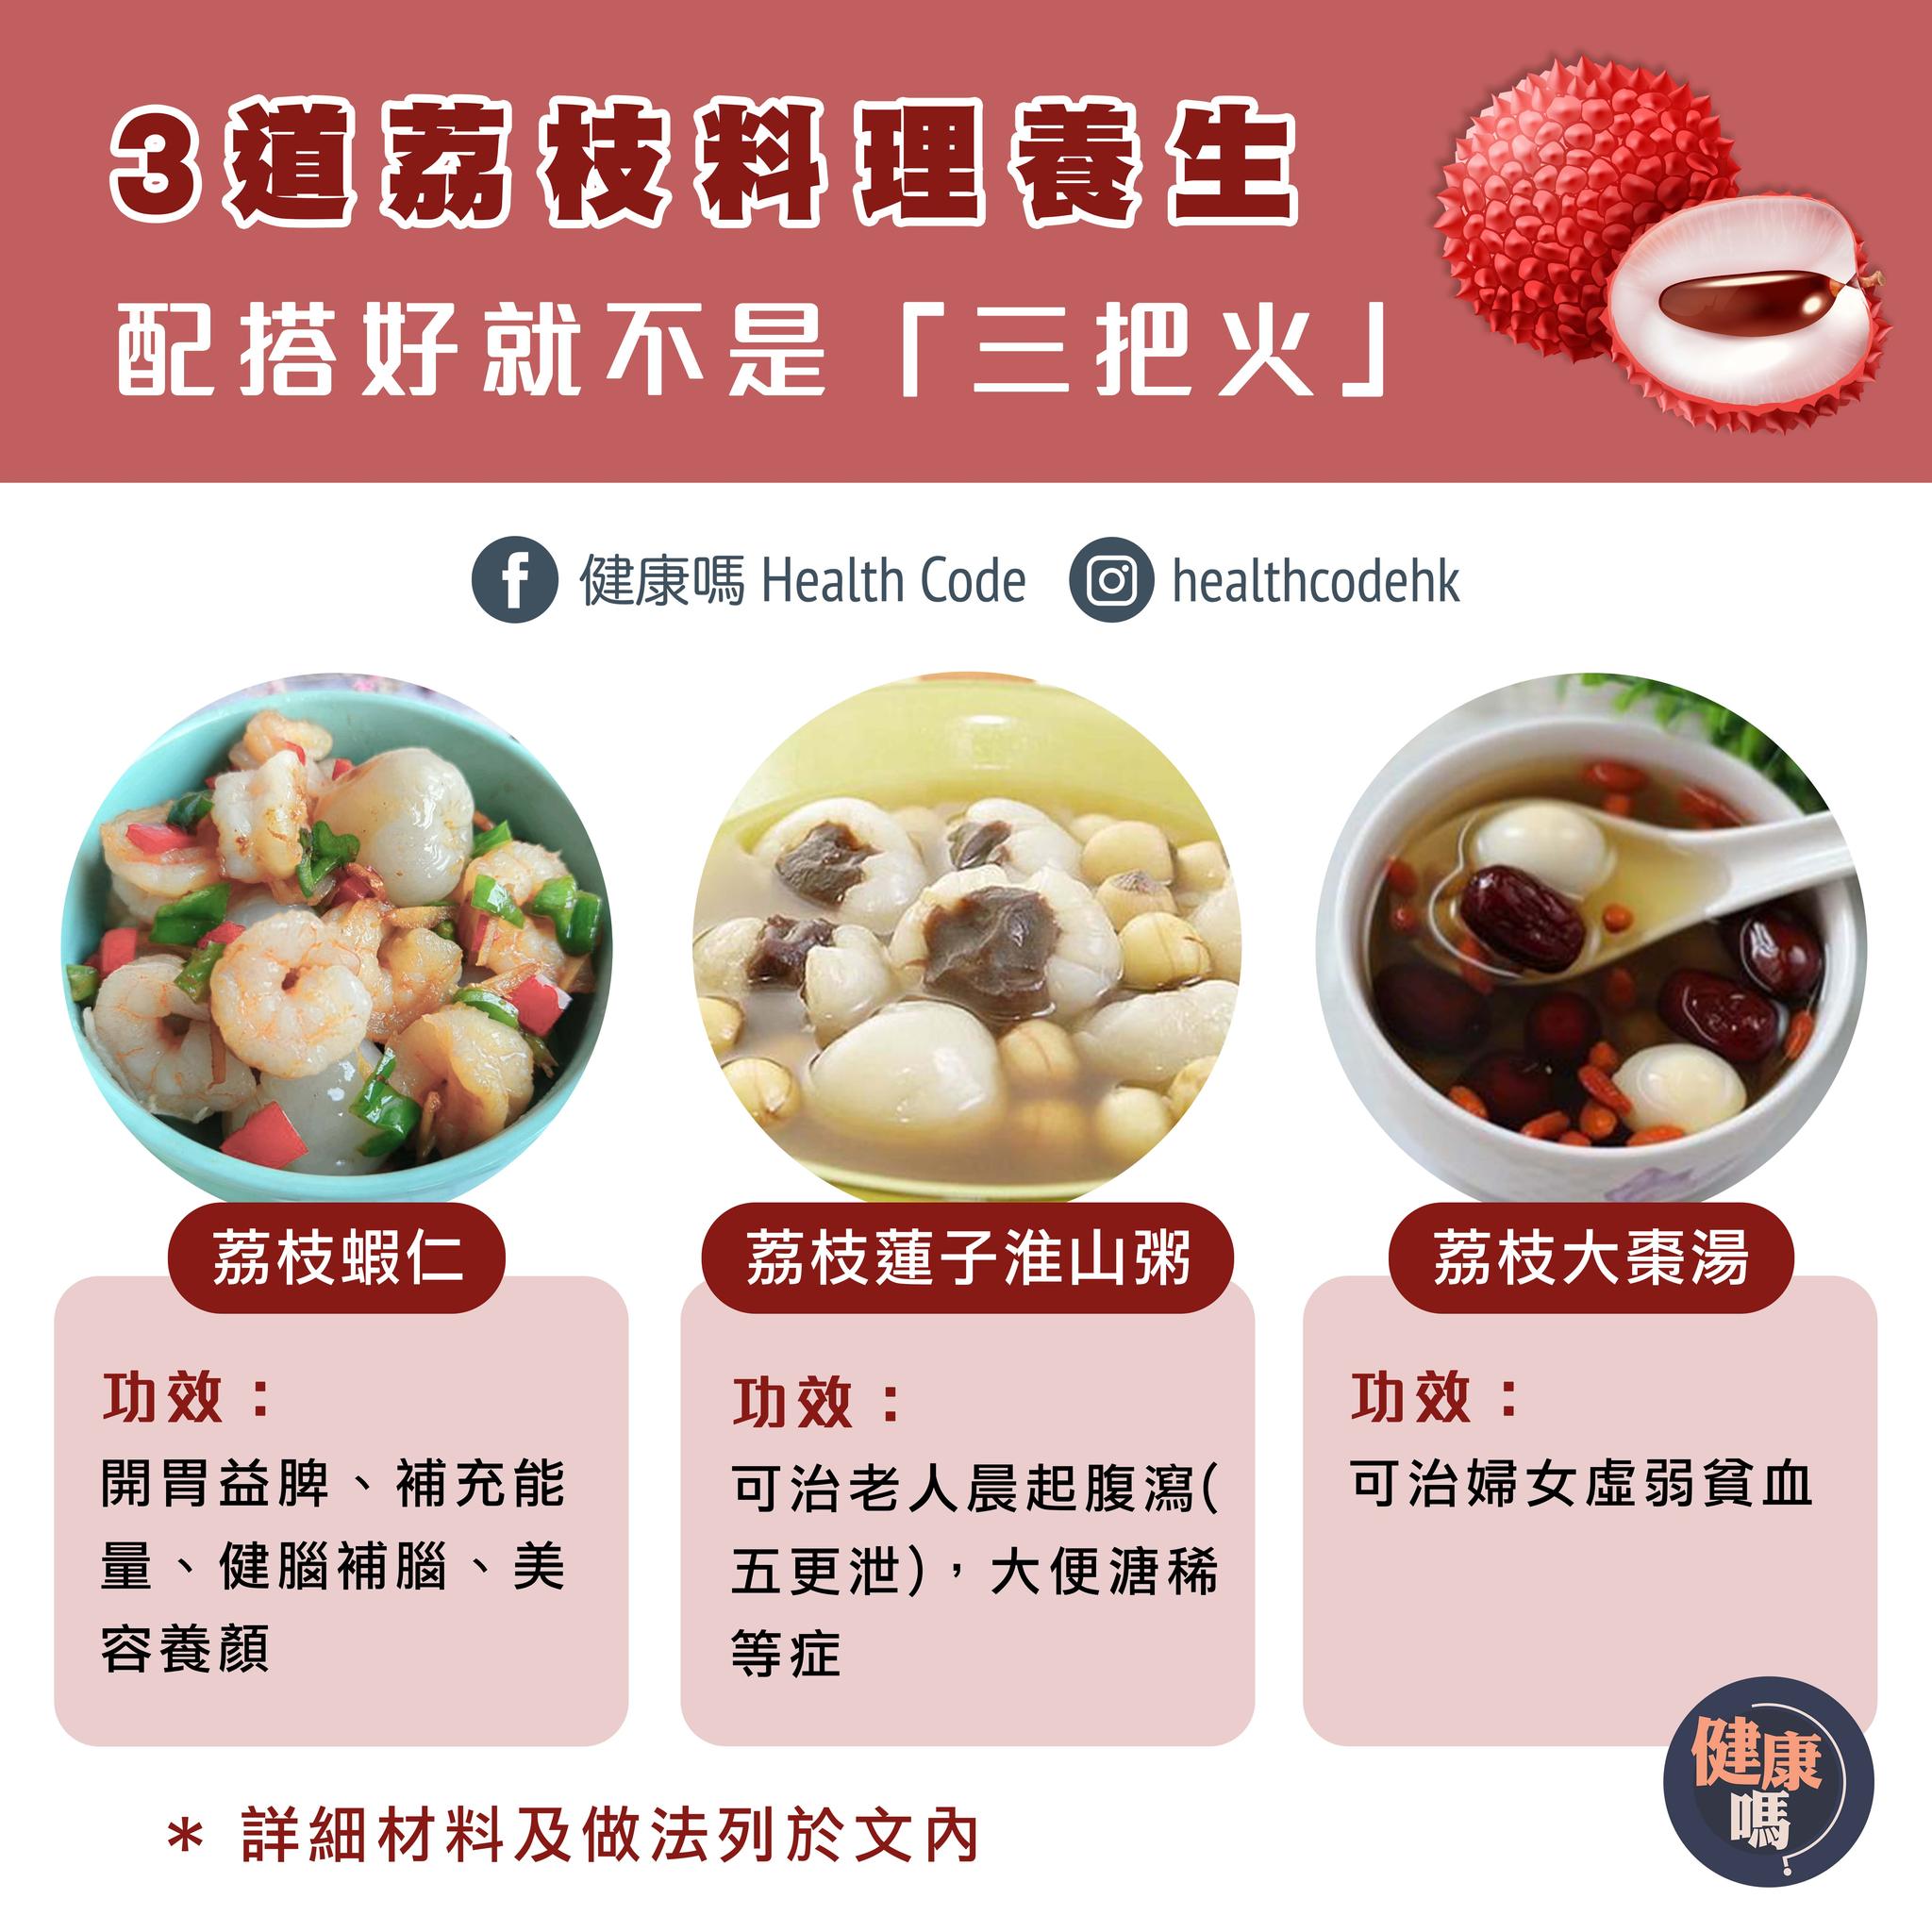 3道荔枝料理養生
配搭好就不是「三把火」
健康嗎 Health Code
healthcodehk
荔枝蝦仁
功效：
開胃益脾、補充能
量、健腦補腦、美
容養顏
荔枝蓮子淮山粥
功效：
可治老人晨起腹瀉(
五更泄)，大便溏稀
等症
荔枝大棗湯
功效：
可治婦女虛弱貧血
* 詳細材料及做法列於文內
健康
嗎